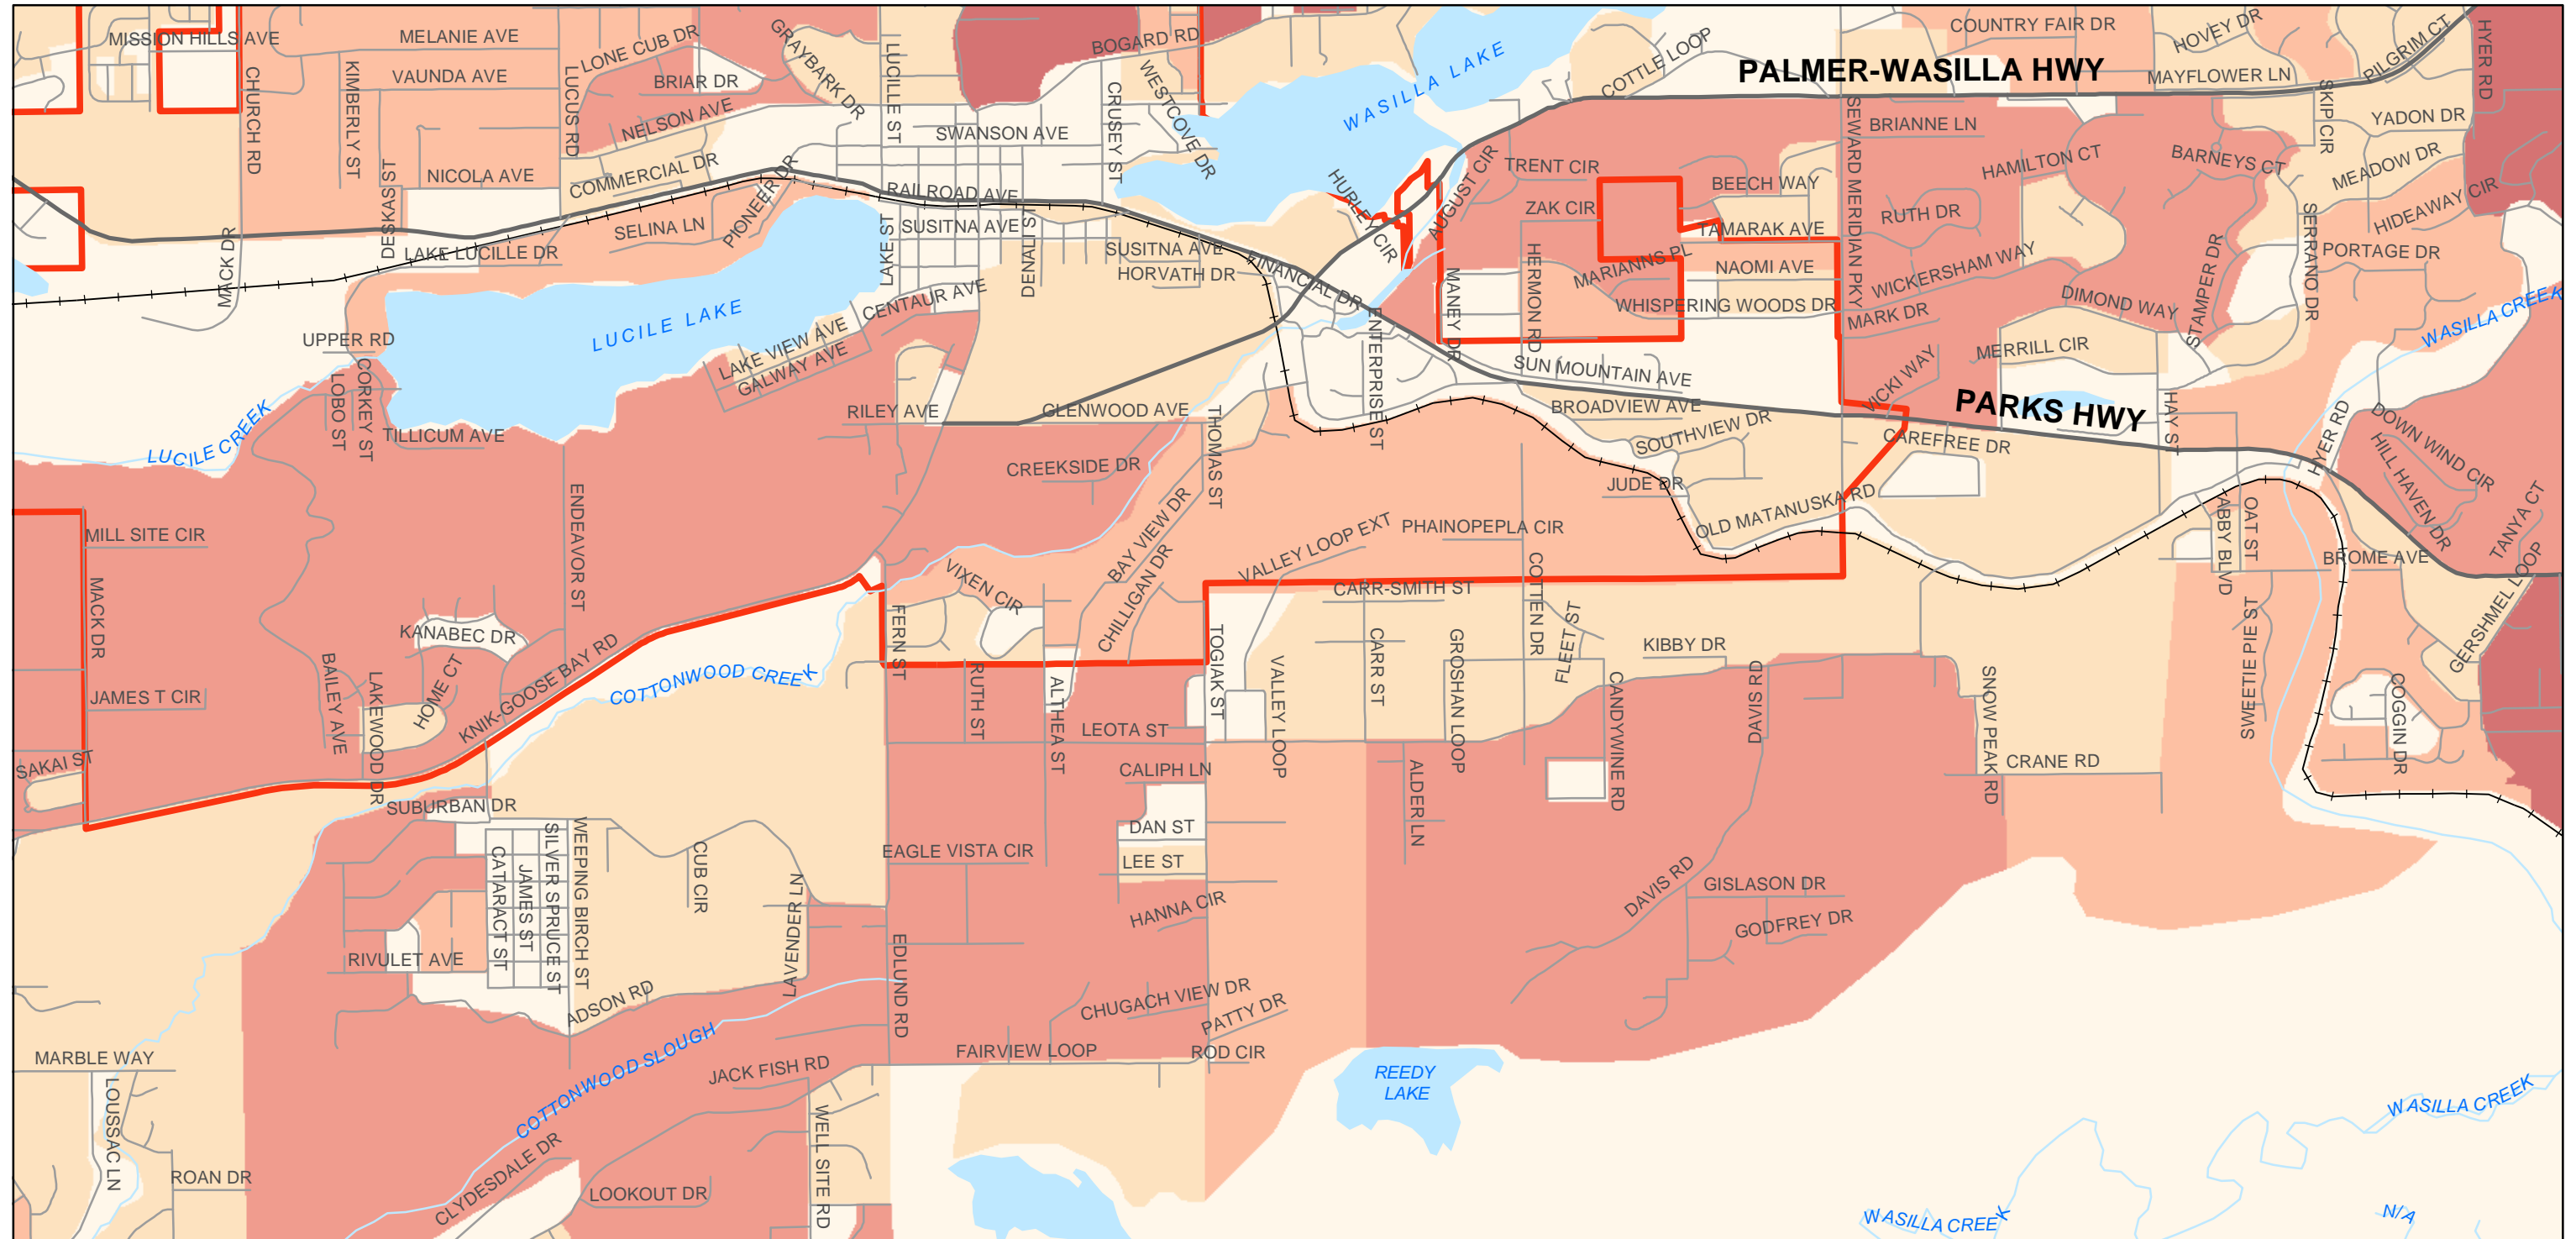 MISSION HILLS AVE
MELANIE AVE
LONE CUB DR
GRAYBARK DR
BOGARD RD
WASILLA LAKE
COTTLE LOOP
COUNTRY FAIR DR
HOVEY DR
PILGRIM CT
HYER RD
CHURCH RD
KIMBERLY ST
VAUNDA AVE
LUCUS RD
BRIAR DR
LUCILLE ST
CRUSEY ST
WESTCOVE DR
PALMER-WASILLA HWY
MAYFLOWER LN
SKIP CIR
YADON DR
NELSON AVE
SWANSON AVE
SEWARD MERIDIAN PKY
BRIANNE LN
DESKAS ST
NICOLA AVE
COMMERCIAL DR
PIONEER DR
RAILROAD AVE
HURLEY CIR
AUGUST CIR
TRENT CIR
BEECH WAY
HAMILTON CT
BARNEYS CT
MEADOW DR
HIDEAWAY CIR
MACK DR
LAKE LUCILLE DR
SELINA LN
LAKE ST
SUSITNA AVE
DENALI ST
SUSITNA AVE
HORVATH DR
FINANCIAL DR
ZAK CIR
TAMARAK AVE
RUTH DR
SERRANO DR
PORTAGE DR
HERMON RD
MARIANNS PL
NAOMI AVE
WICKERSHAM WAY
STAMPER DR
WASILLA CREEK
MANEY DR
WHISPERING WOODS DR
MARK DR
DIMOND WAY
UPPER RD
LUCILE LAKE
LAKE VIEW AVE
GALWAY AVE
CENTAUR AVE
ENTERPRISE ST
SUN MOUNTAIN AVE
VICKI WAY
MERRILL CIR
LOBO ST
CORKEY ST
LUCILE CREEK
TILLICUM AVE
RILEY AVE
GLENWOOD AVE
THOMAS ST
BROADVIEW AVE
SOUTHVIEW DR
PARKS HWY
CAREFREE DR
HAY ST
HYER RD
DOWN WIND CIR
HILL HAVEN DR
TANYA CT
ENDEAVOR ST
CREEKSIDE DR
BAY VIEW DR
JUDE DR
OLD MATANUSKA RD
ABBY BLVD
OAT ST
MILL SITE CIR
CHILLIGAN DR
VALLEY LOOP EXT
PHAINOPEPLA CIR
BROME AVE
GERSHMEL LOOP
MACK DR
KANABEC DR
VIXEN CIR
FERN ST
CARR-SMITH ST
COTTEN DR
FLEET ST
KIBBY DR
SWEETIE PIE ST
JAMES T CIR
BAILEY AVE
LAKEWOOD DR
HOME CT
KNIK-GOOSE BAY RD
COTTONWOOD CREEK
RUTH ST
ALTHEA ST
TOGIAK ST
VALLEY LOOP
CARR ST
GROSHAN LOOP
CANDYWINE RD
DAVIS RD
SNOW PEAK RD
COGGIN DR
SAKAI ST
LEOTA ST
CALIPH LN
ALDER LN
CRANE RD
SUBURBAN DR
CATARACT ST
JAMES ST
SILVER SPRUCE ST
WEEPING BIRCH ST
CUB CIR
LAVENDER LN
EAGLE VISTA CIR
DAN ST
LEE ST
HANNA CIR
DAVIS RD
GISLASON DR
GODFREY DR
RIVULET AVE
ADSON RD
EDLUND RD
CHUGACH VIEW DR
PATTY DR
MARBLE WAY
COTTONWOOD SLOUGH
JACK FISH RD
FAIRVIEW LOOP
ROD CIR
REEDY
LAKE
WASILLA CREEK
LOUSSAC LN
ROAN DR
CLYDESDALE DR
LOOKOUT DR
WELL SITE RD
WASILLA CREEK
N/A